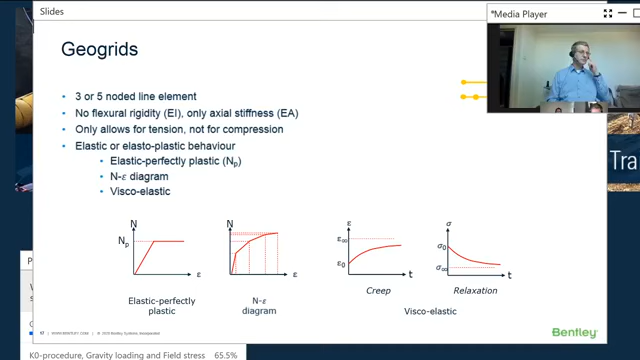 Slides
*Media Player
Geogrids
• 3 or 5 noded line element
• No flexural rigidity (EI), only axial stiffness (EA)
• Only allows for tension, not for compression
• Elastic or elasto-plastic behaviour
Elastic-perfectly plastic (Np)
N-ε diagram
Visco-elastic
Tra
N
Np
ε
N
ε
ε
ε∞
ε0
t
σ
σ0
σ∞
t
Creep
Relaxation
Elastic-perfectly
plastic
N-ε
diagram
Visco-elastic
Bentley
K0-procedure, Gravity loading and Field stress 65.5%